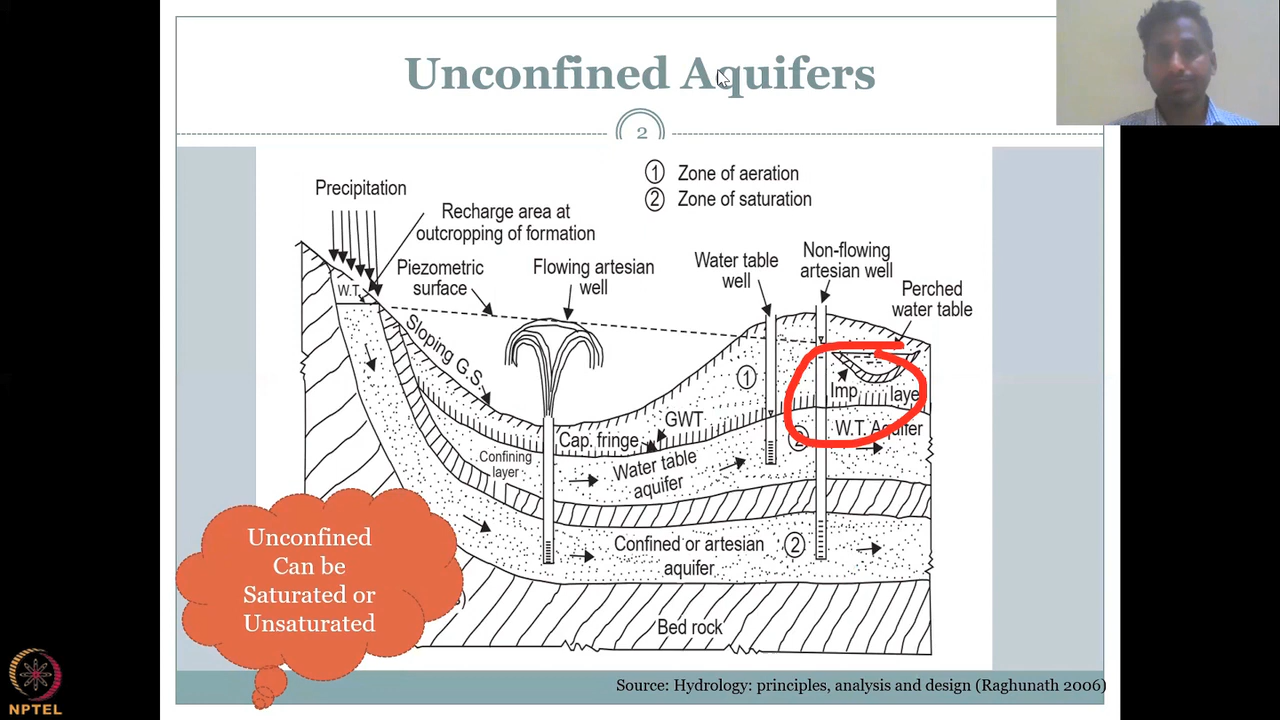 Unconfined Aquifers
2
1 Zone of aeration
2 Zone of saturation
Precipitation
Recharge area at
outcropping of formation
Piezometric
surface
Flowing artesian
well
Water table
well
Non-flowing
artesian well
Perched
water table
W.T.
Sloping G.S.
1
Imp
laye
GWT
Cap. fringe
W.T. Aquifer
2
Confining
layer
Water table
aquifer
Confined or artesian
aquifer
2
Bed rock
Unconfined
Can be
Saturated or
Unsaturated
Source: Hydrology: principles, analysis and design (Raghunath 2006)
NPTEL